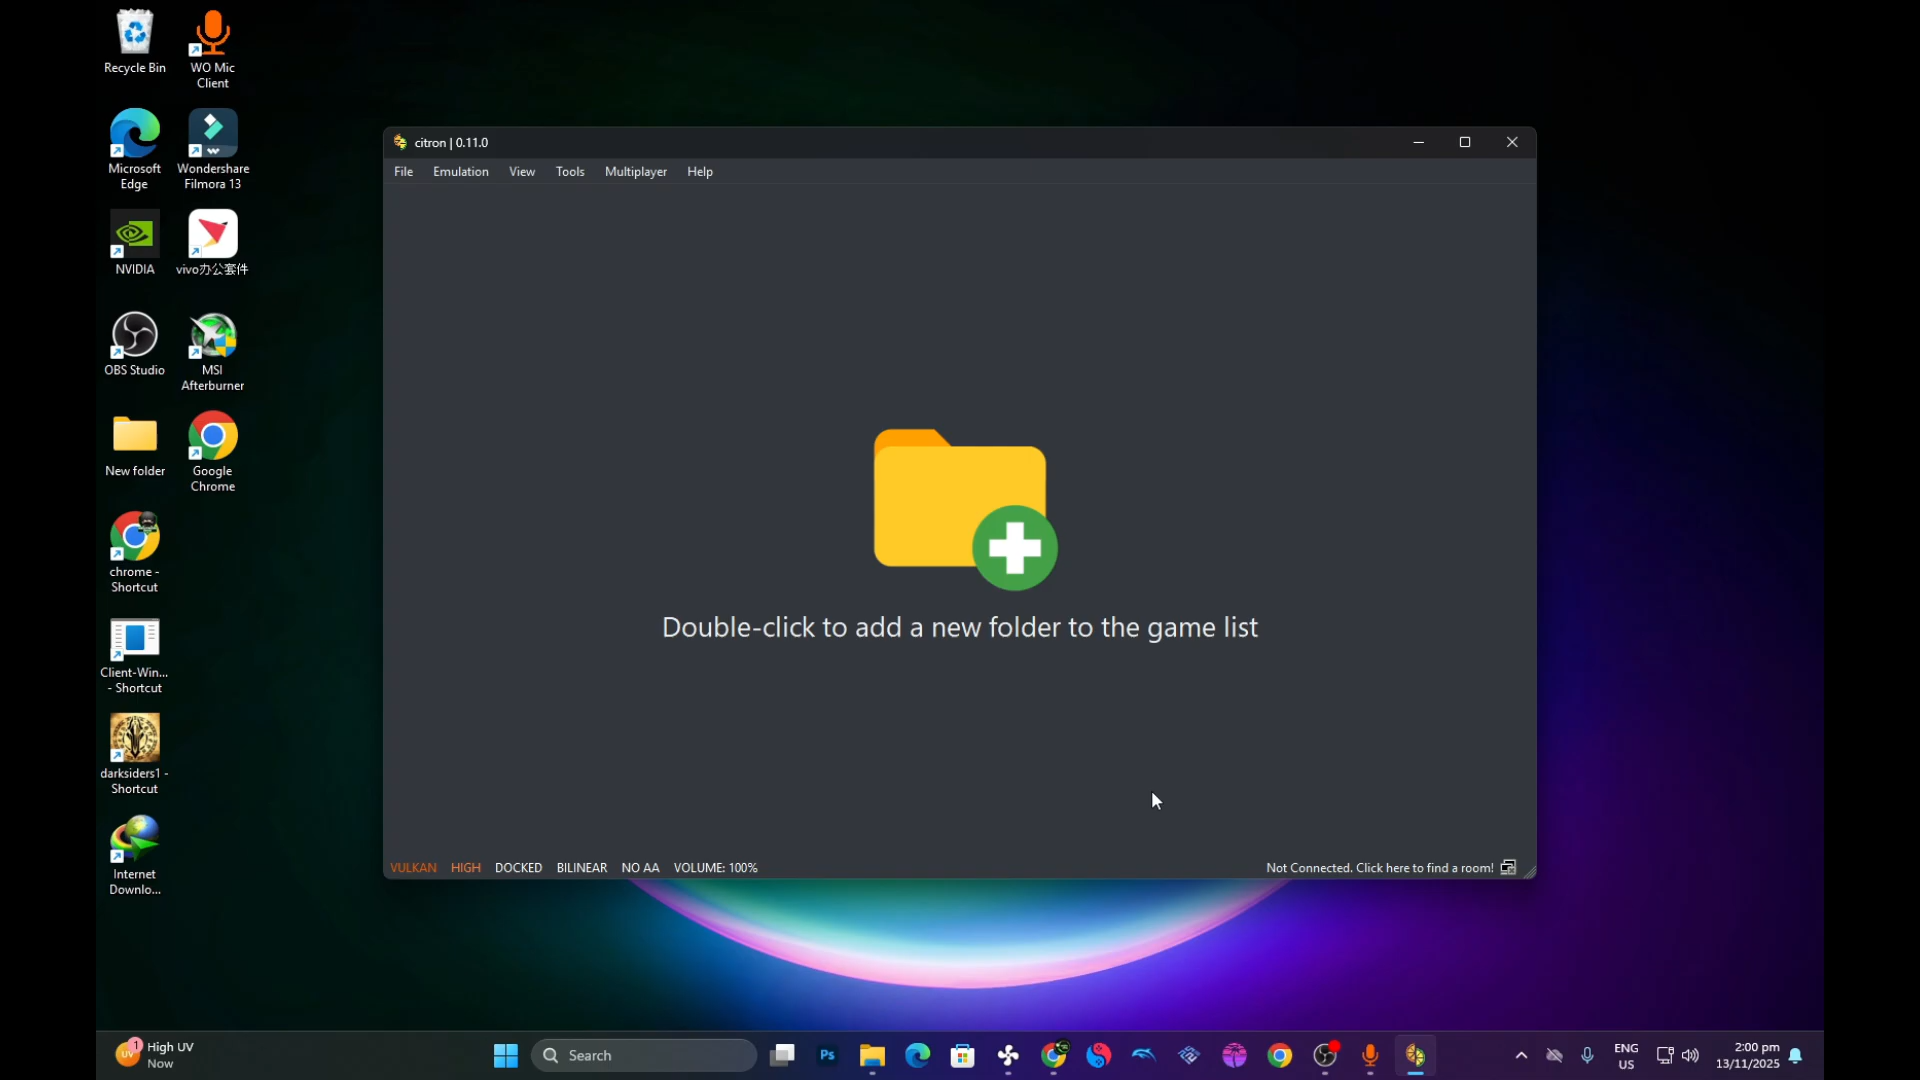 Recycle Bin
WO Mic
Client
Microsoft
Edge
Wondershare
Filmora 13
NVIDIA
vivo办公套件
OBS Studio
MSI
Afterburner
New folder
Google
Chrome
chrome -
Shortcut
Client-Win...
- Shortcut
darksiders1 -
Shortcut
Internet
Downlo...
citron | 0.11.0
File Emulation View Tools Multiplayer Help
Double-click to add a new folder to the game list
VULKAN HIGH DOCKED BILINEAR NO AA VOLUME: 100%
Not Connected. Click here to find a room!
UV
1
High UV
Now
Search
Ps
ENG
US
2:00 pm
13/11/2025